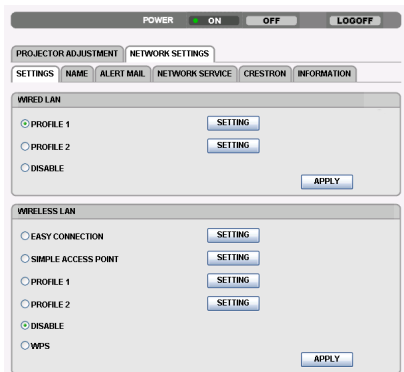 POWER ON OFF LOGOFF
PROJECTOR ADJUSTMENT NETWORK SETTINGS
SETTINGS NAME ALERT MAIL NETWORK SERVICE CRESTRON INFORMATION
WIRED LAN
PROFILE 1 SETTING
PROFILE 2 SETTING
DISABLE
APPLY
WIRELESS LAN
EASY CONNECTION SETTING
SIMPLE ACCESS POINT SETTING
PROFILE 1 SETTING
PROFILE 2 SETTING
DISABLE
WPS
APPLY